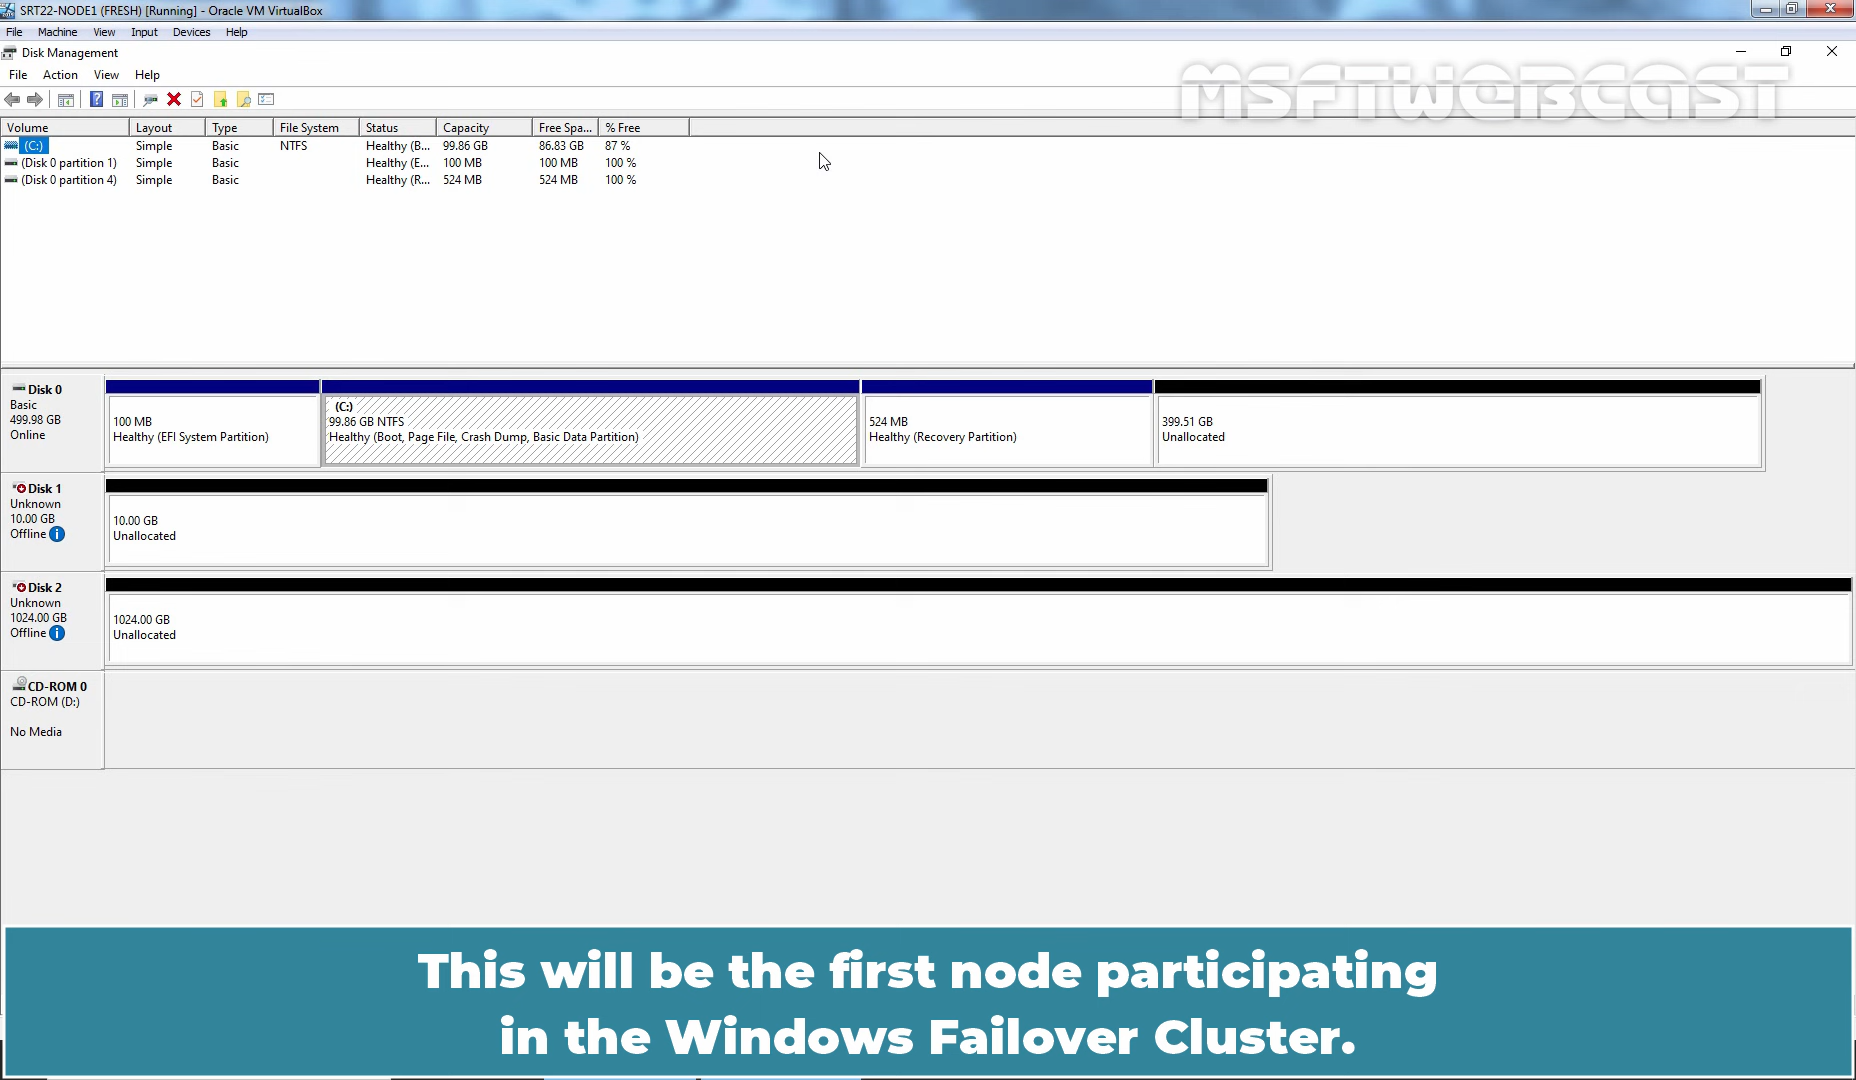 SRT22-NODE1 (FRESH) [Running] - Oracle VM VirtualBox
File Machine View Input Devices Help
Disk Management
File Action View Help
MSFTWEBCAST
Volume Layout Type File System Status Capacity Free Spa... % Free
(C:) Simple Basic NTFS Healthy (B... 99.86 GB 86.83 GB 87 %
(Disk 0 partition 1) Simple Basic Healthy (E... 100 MB 100 MB 100 %
(Disk 0 partition 4) Simple Basic Healthy (R... 524 MB 524 MB 100 %
Disk 0
Basic
499.98 GB
Online
100 MB
Healthy (EFI System Partition)
(C:)
99.86 GB NTFS
Healthy (Boot, Page File, Crash Dump, Basic Data Partition)
524 MB
Healthy (Recovery Partition)
399.51 GB
Unallocated
Disk 1
Unknown
10.00 GB
Offline
10.00 GB
Unallocated
Disk 2
Unknown
1024.00 GB
Offline
1024.00 GB
Unallocated
CD-ROM 0
CD-ROM (D:)
No Media
This will be the first node participating
in the Windows Failover Cluster.